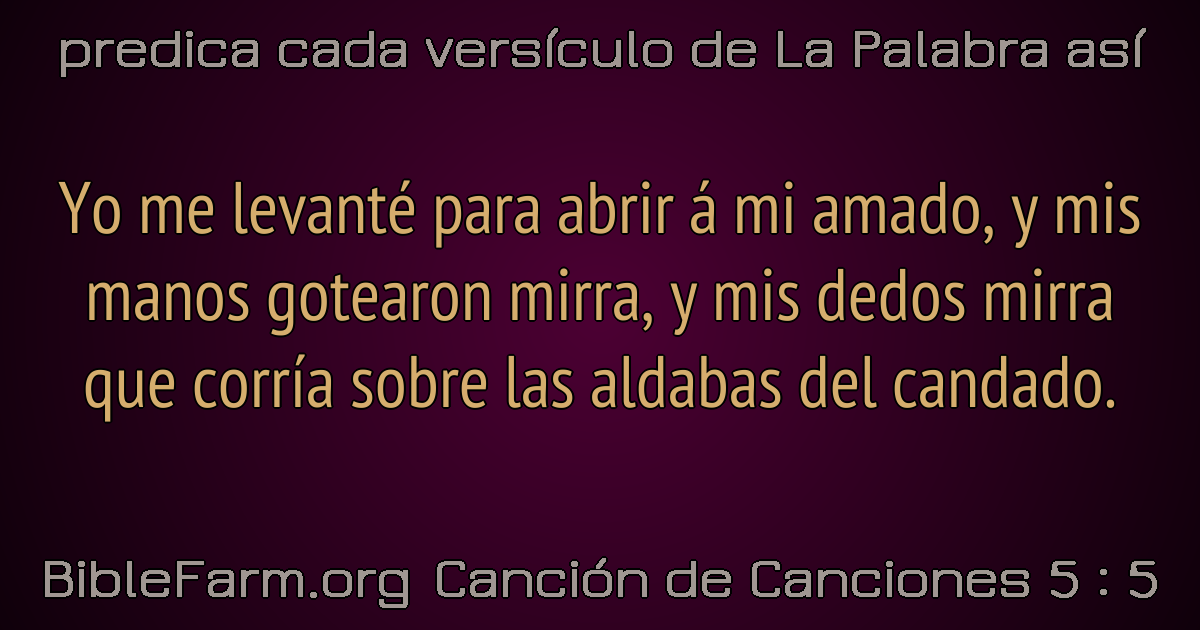 predica cada versículo de La Palabra así
Yo me levanté para abrir á mi amado, y mis
manos gotearon mirra, y mis dedos mirra
que corría sobre las aldabas del candado.
BibleFarm.org Canción de Canciones 5 : 5